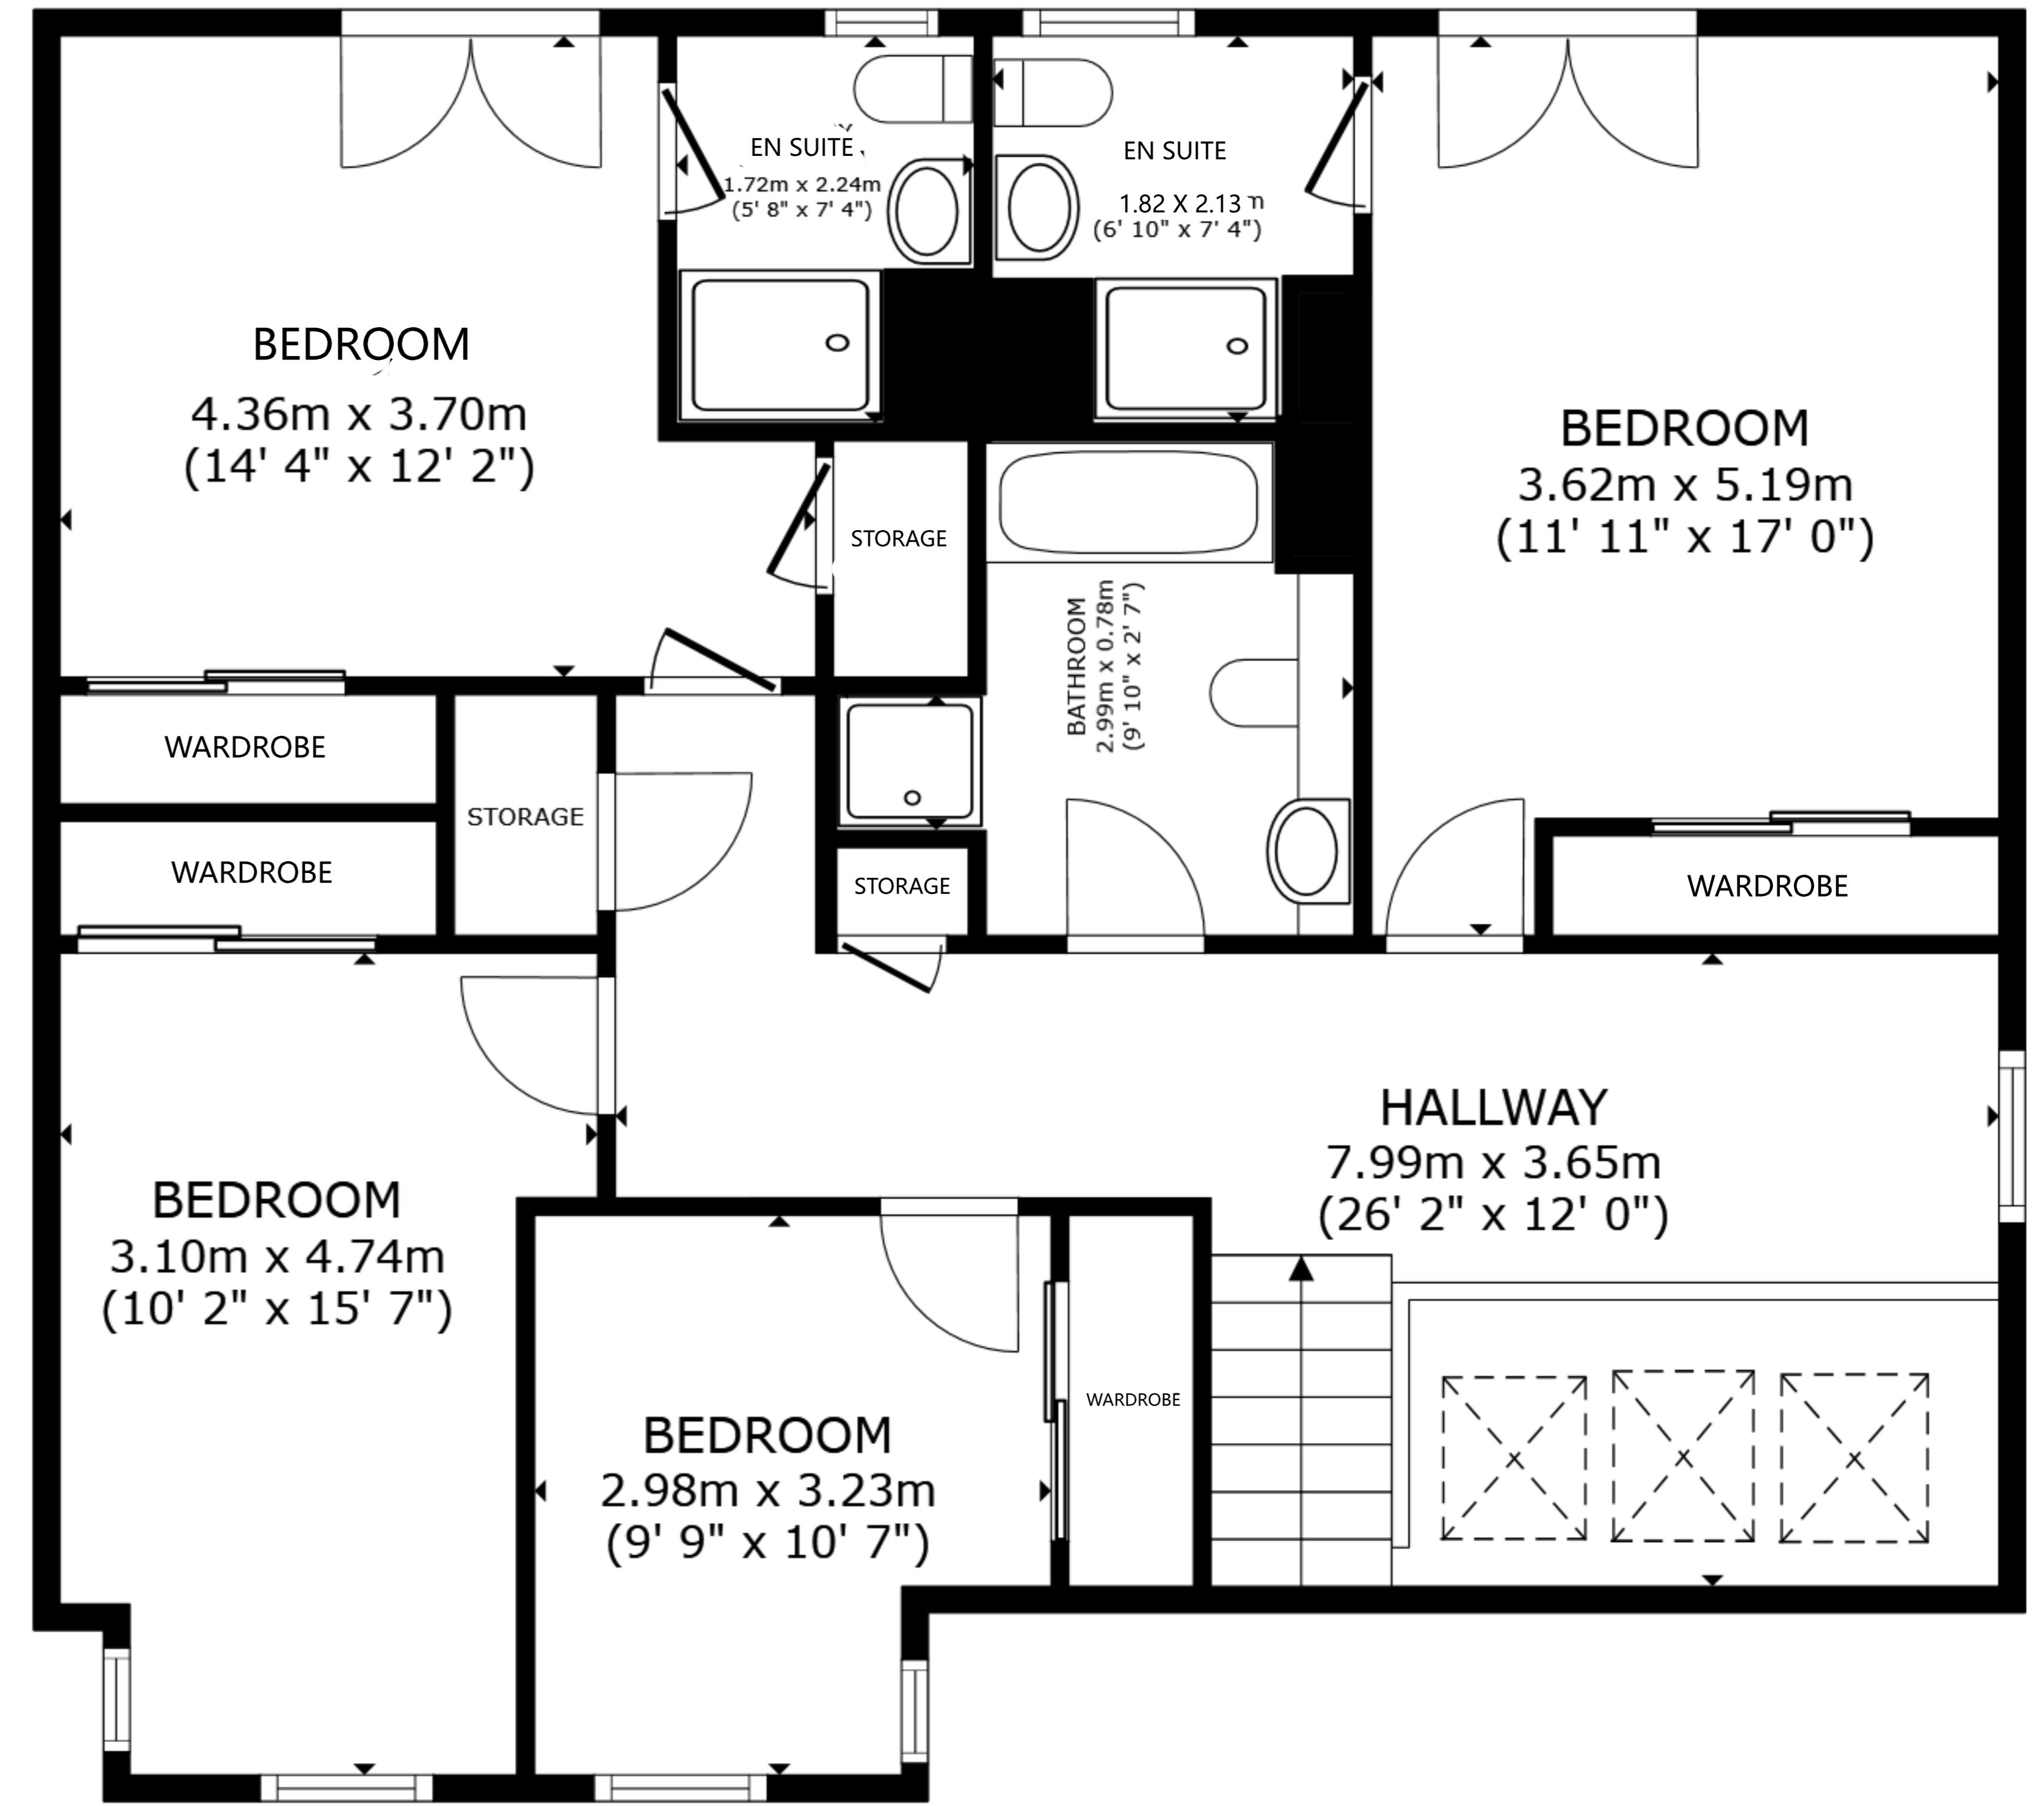 EN SUITE
1.72m x 2.24m
(5' 8" x 7' 4")
EN SUITE
1.82 X 2.13 m
(6' 10" x 7' 4")
BEDROOM
4.36m x 3.70m
(14' 4" x 12' 2")
BEDROOM
3.62m x 5.19m
(11' 11" x 17' 0")
STORAGE
BATHROOM
2.99m x 0.78m
(9' 10" x 2' 7")
WARDROBE
STORAGE
WARDROBE
STORAGE
WARDROBE
HALLWAY
7.99m x 3.65m
(26' 2" x 12' 0")
BEDROOM
3.10m x 4.74m
(10' 2" x 15' 7")
BEDROOM
2.98m x 3.23m
(9' 9" x 10' 7")
WARDROBE